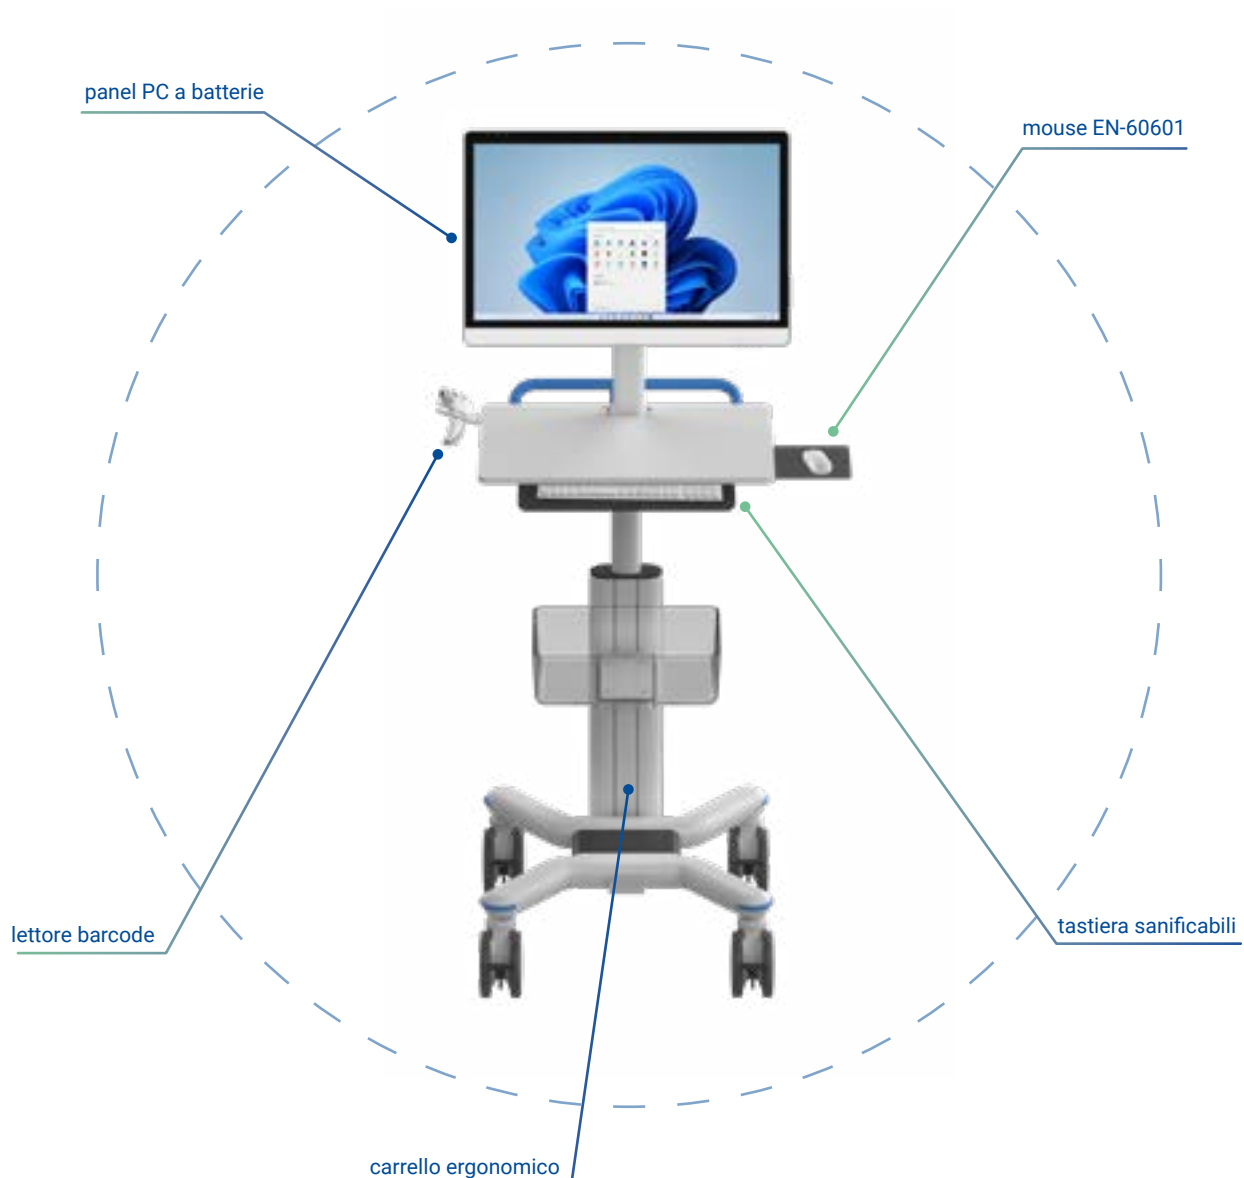 panel PC a batterie
mouse EN-60601
lettore barcode
tastiera sanificabili
carrello ergonomico